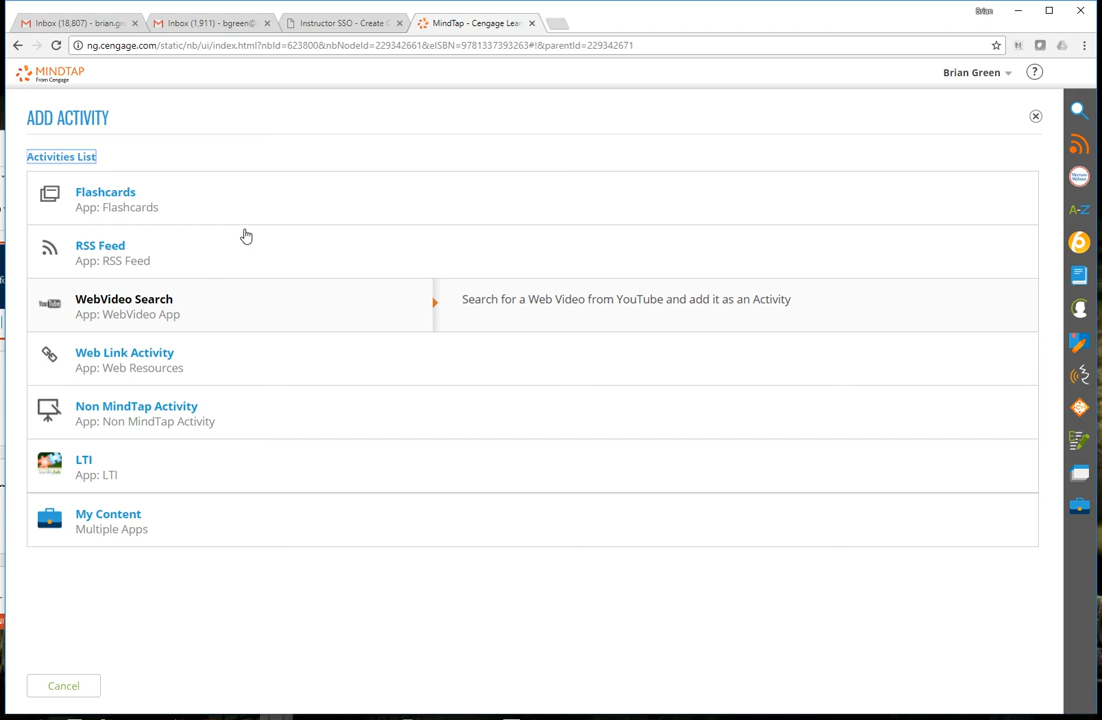 Brian
Inbox (18,807) - brian.gr
Inbox (1,911) - bgreen@
Instructor SSO - Create C
MindTap - Cengage Lea
ng.cengage.com/static/nb/ui/index.html?nbId=623800&nbNodeId=229342661&eISBN=9781337393263#!&parentId=229342671
MINDTAP
From Cengage
Brian Green
?
ADD ACTIVITY
Activities List
Flashcards
App: Flashcards
RSS Feed
App: RSS Feed
WebVideo Search
App: WebVideo App
Search for a Web Video from YouTube and add it as an Activity
Web Link Activity
App: Web Resources
Non MindTap Activity
App: Non MindTap Activity
LTI
App: LTI
My Content
Multiple Apps
Cancel
A-Z